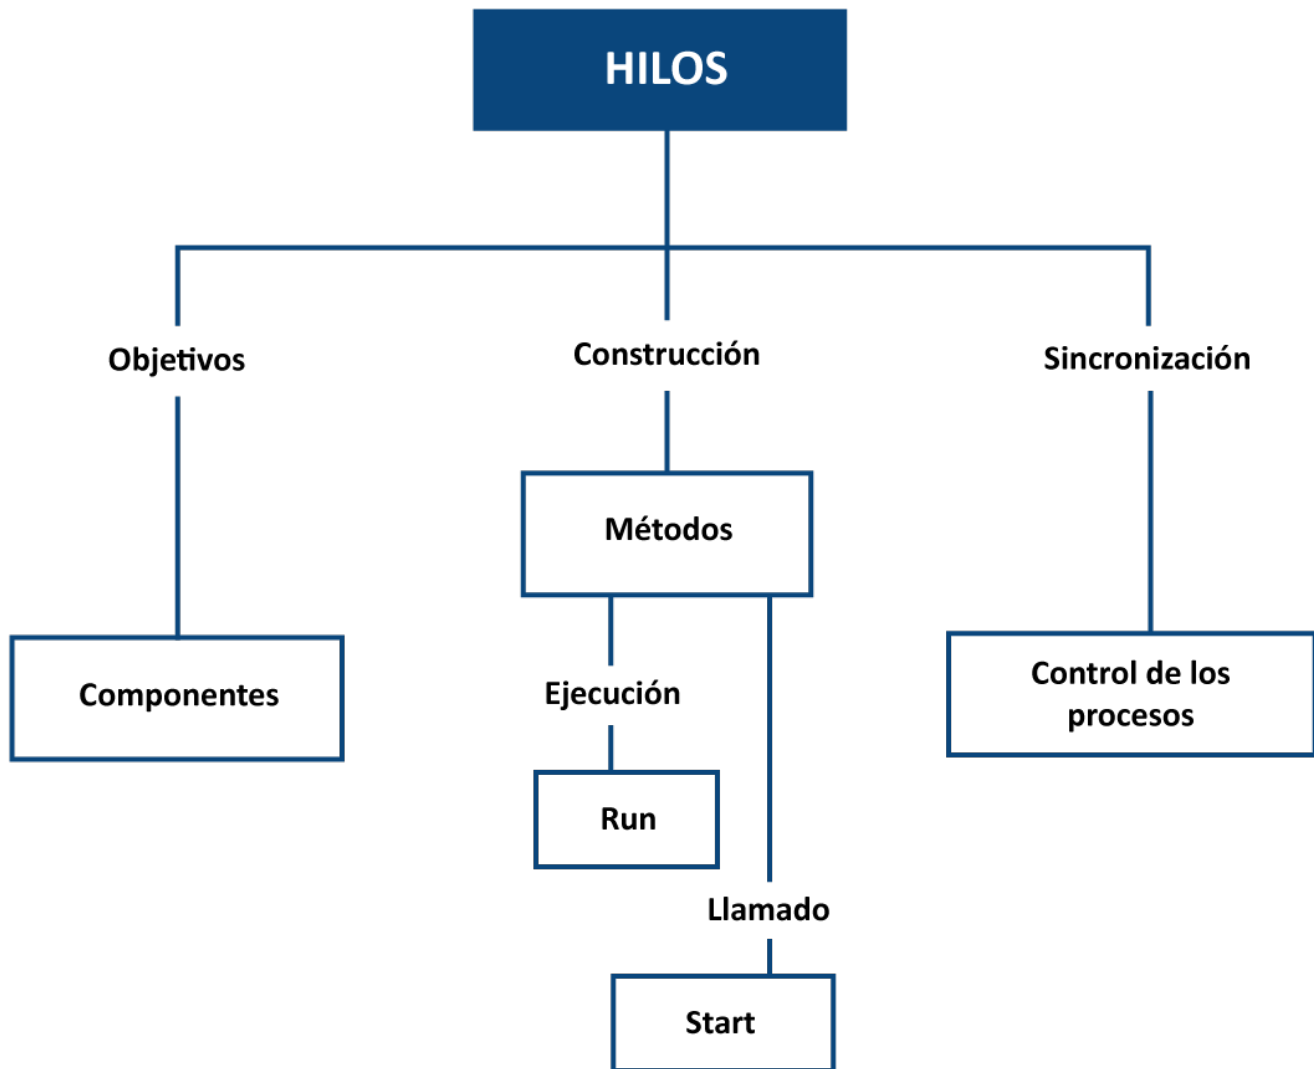 HILOS
Objetivos
Construcción
Sincronización
Métodos
Componentes
Ejecución
Control de los
procesos
Run
Llamado
Start